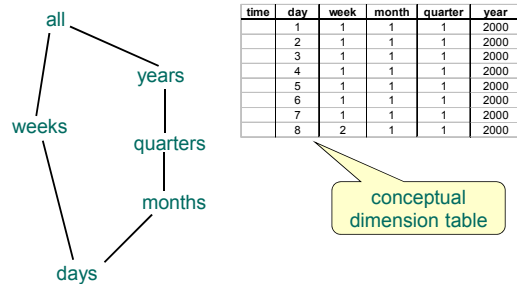 all
years
weeks
quarters
months
days
time day week month quarter year
1 1 1 1 2000
2 1 1 1 2000
3 1 1 1 2000
4 1 1 1 2000
5 1 1 1 2000
6 1 1 1 2000
7 1 1 1 2000
8 2 1 1 2000
conceptual
dimension table